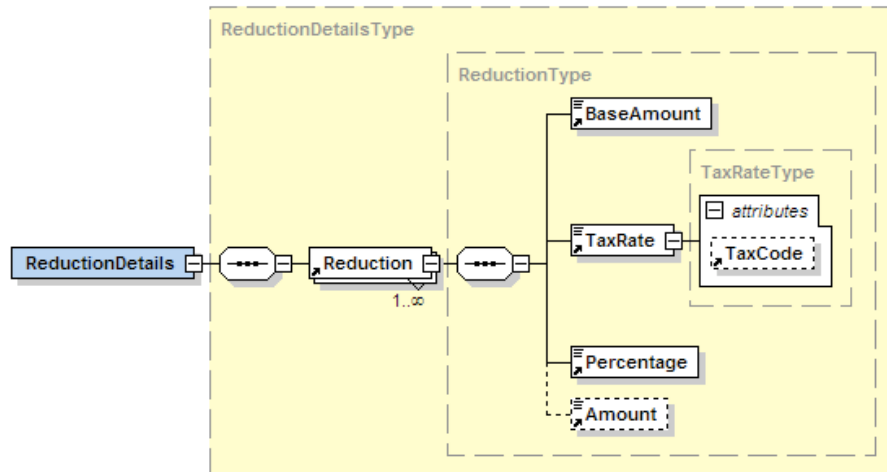 ReductionDetailsType
ReductionType
BaseAmount
TaxRateType
attributes
TaxRate
TaxCode
ReductionDetails
Reduction
1..∞
Percentage
Amount